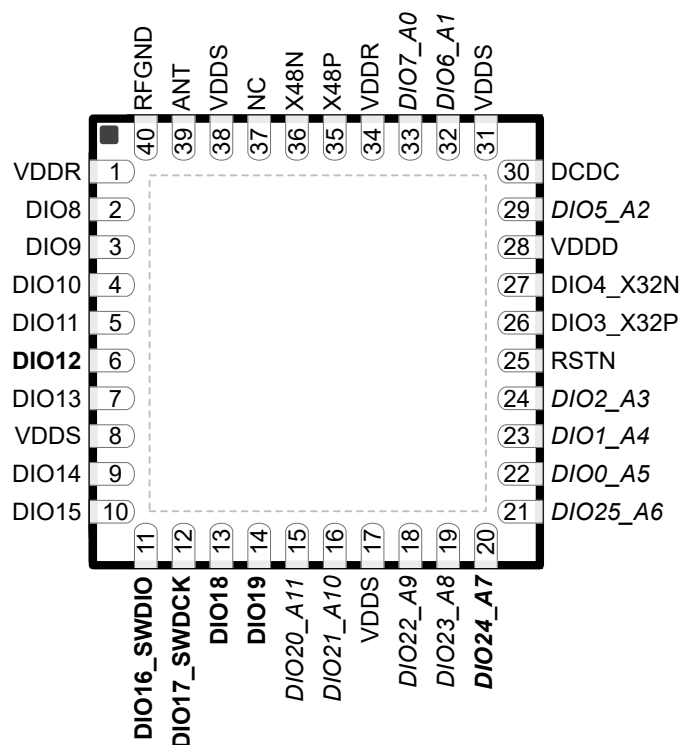 RFGND
ANT
VDDS
NC
X48N
X48P
VDDR
DIO7_A0
DIO6_A1
VDDS
40
39
38
37
36
35
34
33
32
31
VDDR 1
DIO8 2
DIO9 3
DIO10 4
DIO11 5
DIO12 6
DIO13 7
VDDS 8
DIO14 9
DIO15 10
30 DCDC
29 DIO5_A2
28 VDDD
27 DIO4_X32N
26 DIO3_X32P
25 RSTN
24 DIO2_A3
23 DIO1_A4
22 DIO0_A5
21 DIO25_A6
11
12
13
14
15
16
17
18
19
20
DIO16_SWDIO
DIO17_SWDCK
DIO18
DIO19
DIO20_A11
DIO21_A10
VDDS
DIO22_A9
DIO23_A8
DIO24_A7